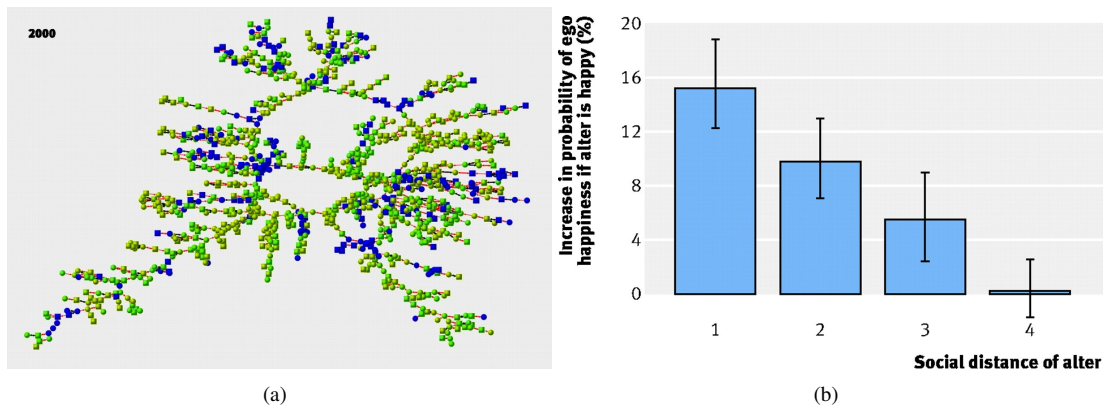 2000
Increase in probability of ego
happiness if alter is happy (%)
20
16
12
8
4
0
1 2 3 4
Social distance of alter
(a) (b)